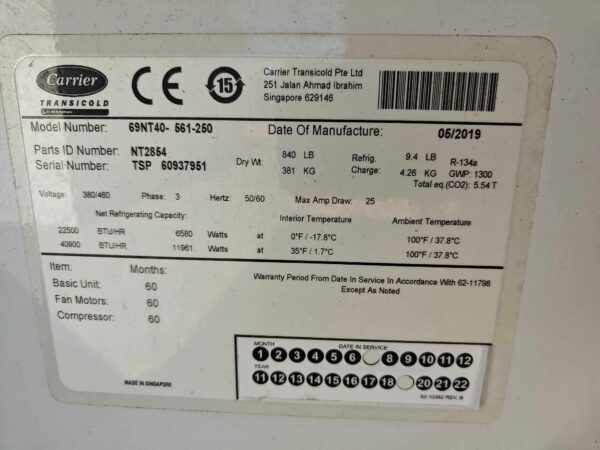 Carrier
TRANSICOLD
CE
15
Carrier Transicold Pte Ltd
251 Jalan Ahmad Ibrahim
Singapore 629146
Model Number: 69NT40- 561-250
Date Of Manufacture: 05/2019
Parts ID Number: NT2854
Serial Number: TSP 60937951
Dry Wt: 840 LB
381 KG
Refrig. 9.4 LB R-134a
Charge: 4.26 KG GWP: 1300
Total eq.(CO2): 5.54 T
Voltage: 380/460 Phase: 3 Hertz: 50/60 Max Amp Draw: 25
Net Refrigerating Capacity: Interior Temperature Ambient Temperature
22500 BTU/HR 6580 Watts at 0°F/ -17.8°C 100°F / 37.8°C
40900 BTU/HR 11961 Watts at 35°F / 1.7°C 100°F / 37.8°C
Item: Months:
Basic Unit: 60
Fan Motors: 60
Compressor: 60
Warranty Period From Date In Service In Accordance With 62-11798
Except As Noted
MADE IN SINGAPORE
MONTH DATE IN SERVICE
1 2 3 4 5 6 8 9 10 11 12
YEAR
11 12 13 14 15 16 17 18 20 21 22
62-10392 REV. B